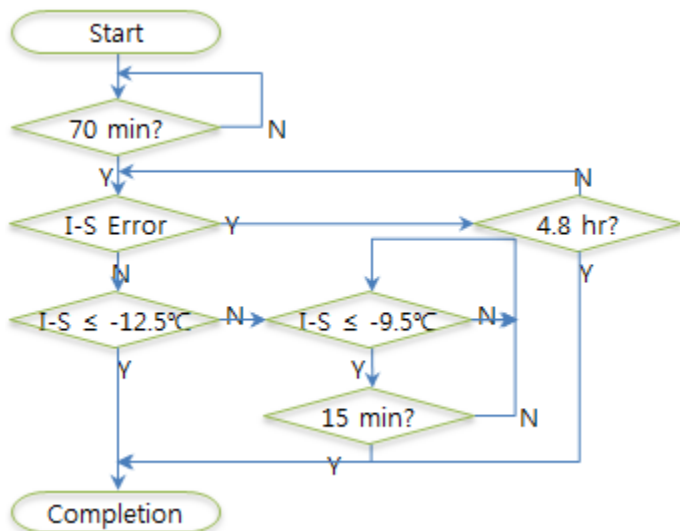 Start
70 min?
N
Y
N
I-S Error
Y
4.8 hr?
N
Y
I-S ≤ -12.5℃
N
I-S ≤ -9.5℃
N
Y
Y
15 min?
N
Y
Completion